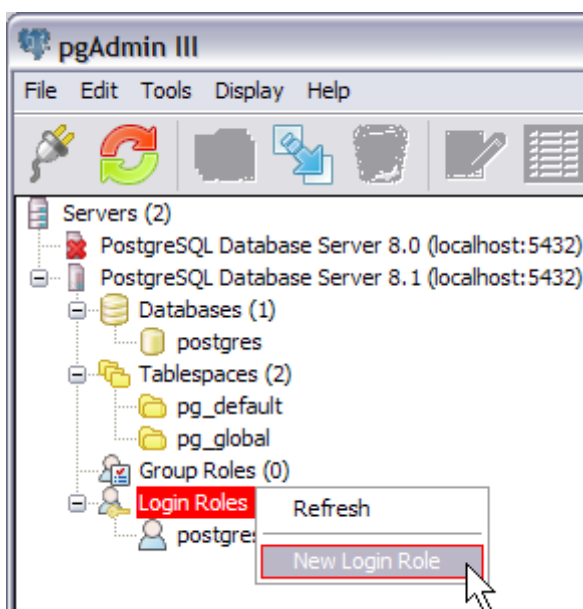 pgAdmin III
File Edit Tools Display Help
Servers (2)
PostgreSQL Database Server 8.0 (localhost:5432)
PostgreSQL Database Server 8.1 (localhost:5432)
Databases (1)
postgres
Tablespaces (2)
pg_default
pg_global
Group Roles (0)
Login Roles
Refresh
postgres
New Login Role